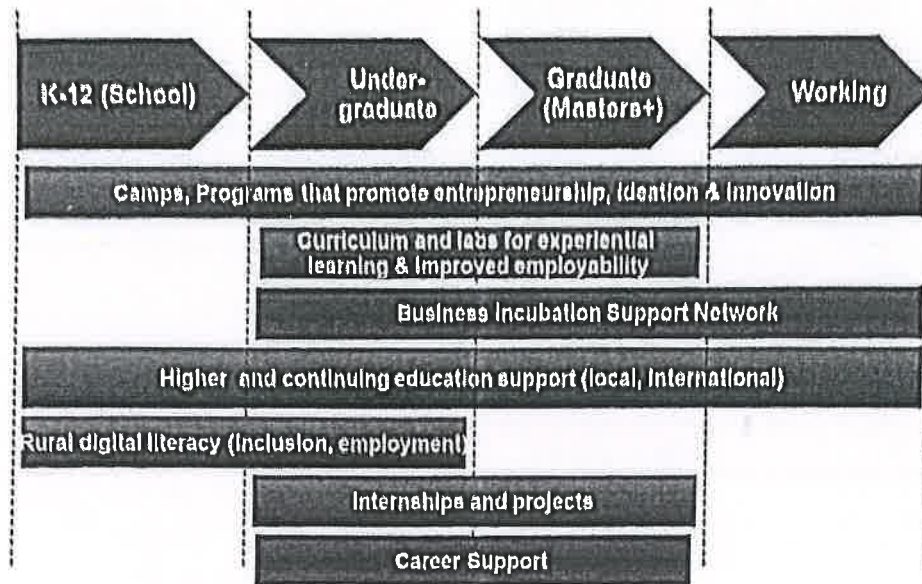 K-12 (School)
Under-
graduate
Graduate
(Masters+)
Working
Camps, Programs that promote entrepreneurship, Ideation & Innovation
Curriculum and labs for experiential
learning & Improved employability
Business Incubation Support Network
Higher and continuing education support (local, International)
Rural digital literacy (Inclusion, employment)
Internships and projects
Career Support